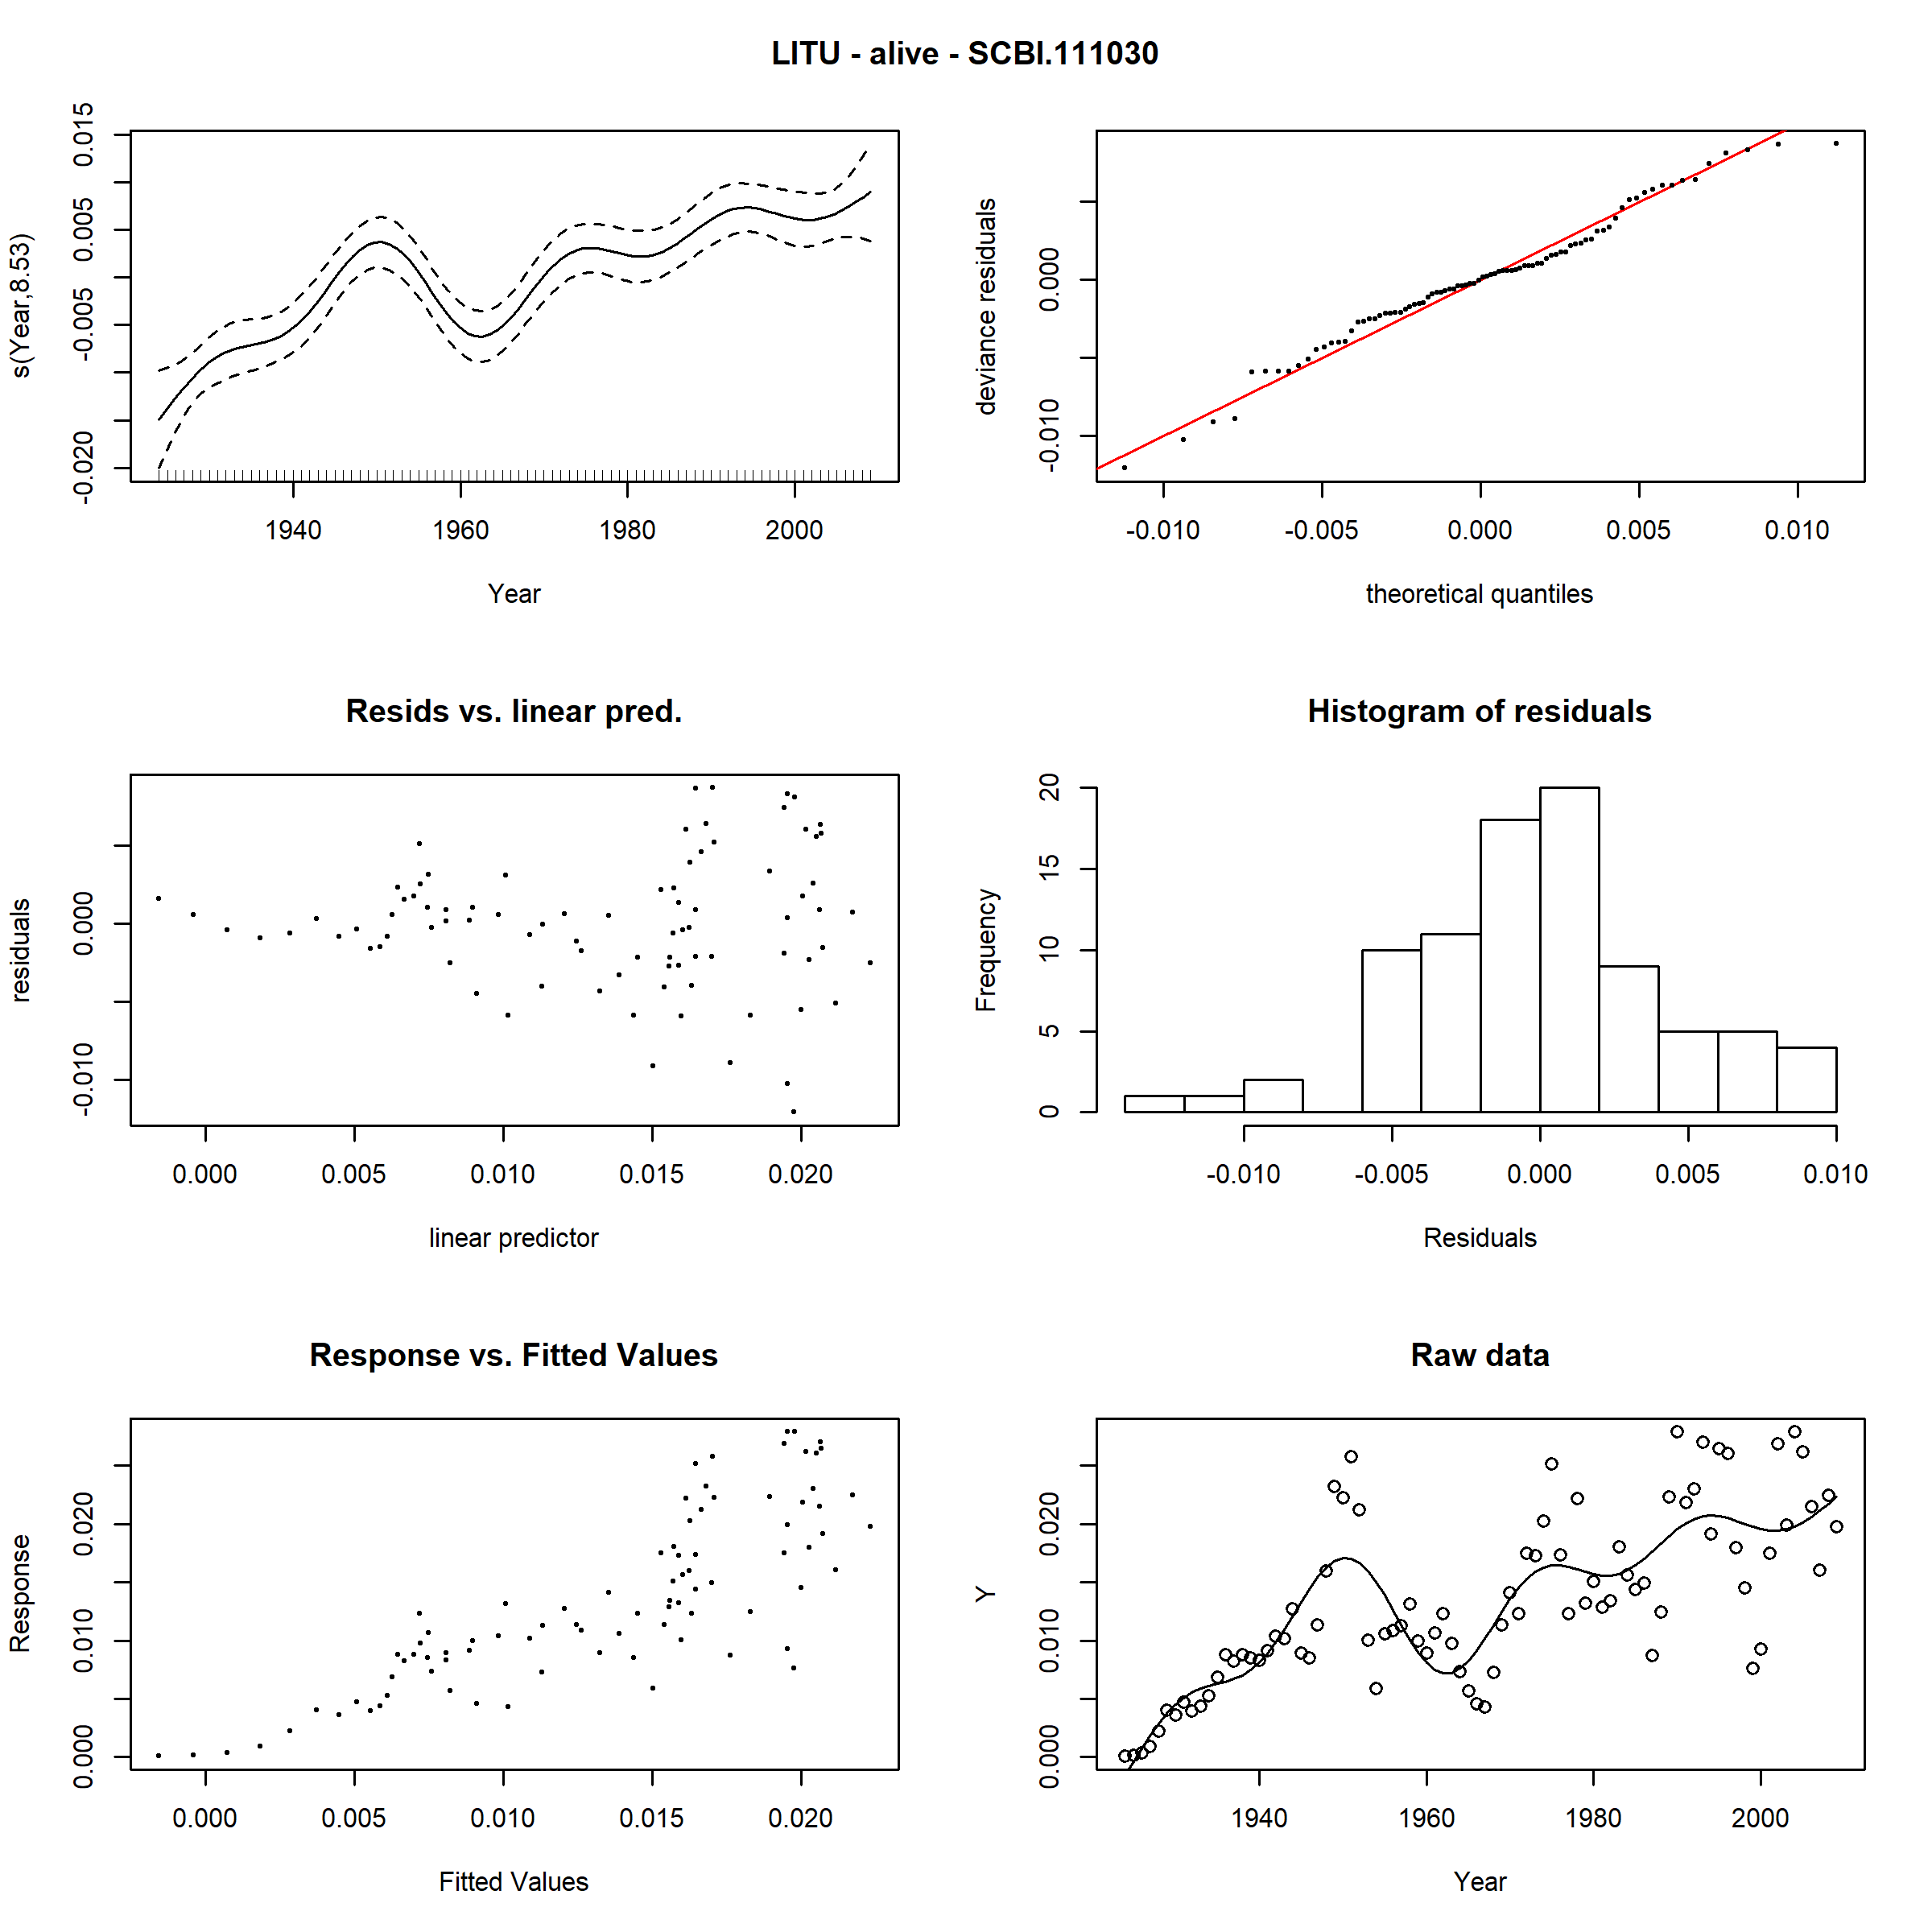 LITU - alive - SCBI.111030
s(Year,8.53)
-0.020 -0.005 0.005 0.015
1940 1960 1980 2000
Year
deviance residuals
-0.010 0.000
-0.010 -0.005 0.000 0.005 0.010
theoretical quantiles
Resids vs. linear pred.
residuals
-0.010 0.000
0.000 0.005 0.010 0.015 0.020
linear predictor
Histogram of residuals
Frequency
0 5 10 15 20
-0.010 -0.005 0.000 0.005 0.010
Residuals
Response vs. Fitted Values
Response
0.000 0.010 0.020
0.000 0.005 0.010 0.015 0.020
Fitted Values
Raw data
Y
0.000 0.010 0.020
1940 1960 1980 2000
Year